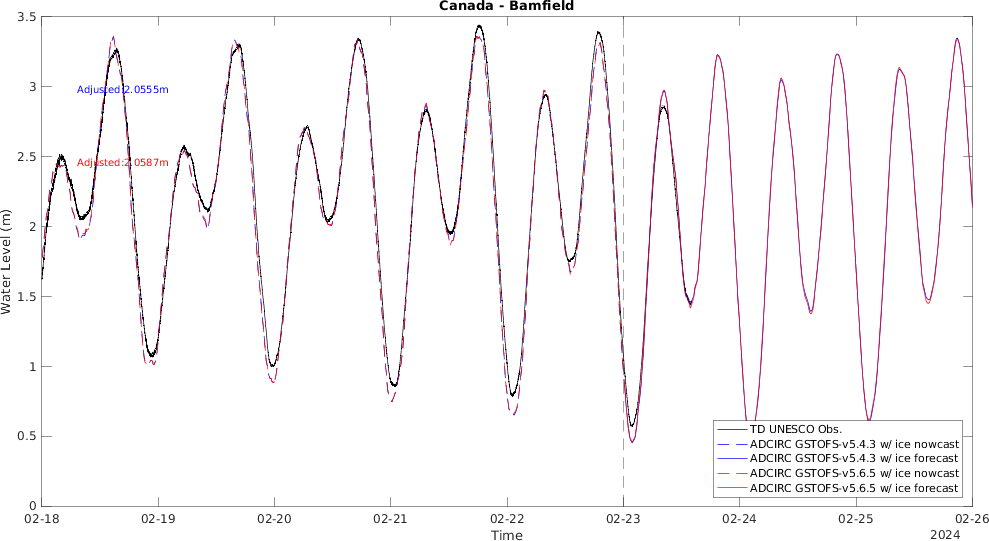 Canada - Bamfield
3.5
3
2.5
2
1.5
1
0.5
0
Water Level (m)
Adjusted:2.0555m
Adjusted:2.0587m
TD UNESCO Obs.
ADCIRC GSTOFS-v5.4.3 w/ ice nowcast
ADCIRC GSTOFS-v5.4.3 w/ ice forecast
ADCIRC GSTOFS-v5.6.5 w/ ice nowcast
ADCIRC GSTOFS-v5.6.5 w/ ice forecast
02-18 02-19 02-20 02-21 02-22 02-23 02-24 02-25 02-26
Time
2024